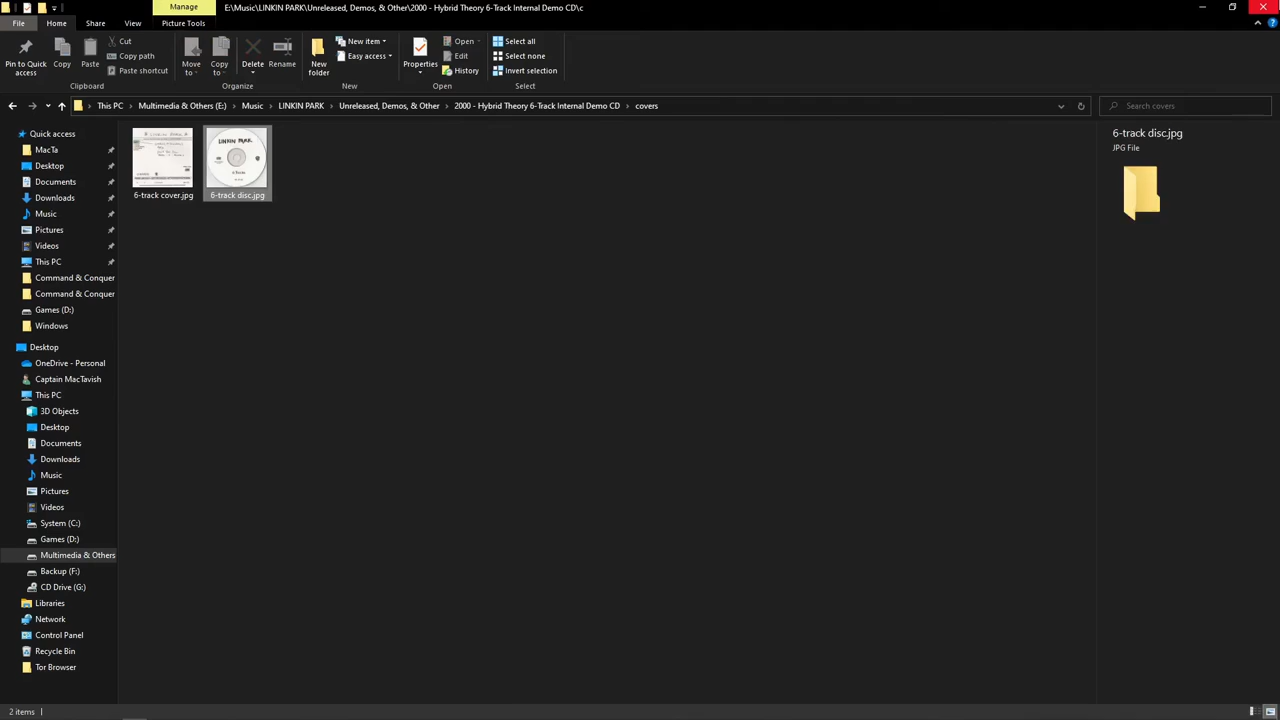 Manage
E:\Music\LINKIN PARK\Unreleased, Demos, & Other\2000 - Hybrid Theory 6-Track Internal Demo CD\c
File
Home
Share
View
Picture Tools
Pin to Quick access
Copy
Paste
Cut
Copy path
Paste shortcut
Clipboard
Move to
Copy to
Delete
Rename
Organize
New folder
New item
Easy access
New
Properties
Open
Edit
History
Open
Select all
Select none
Invert selection
Select
This PC
Multimedia & Others (E:)
Music
LINKIN PARK
Unreleased, Demos, & Other
2000 - Hybrid Theory 6-Track Internal Demo CD
covers
Search covers
Quick access
MacTa
Desktop
Documents
Downloads
Music
Pictures
Videos
This PC
Command & Conquer
Command & Conquer
Games (D:)
Windows
Desktop
OneDrive - Personal
Captain MacTavish
This PC
3D Objects
Desktop
Documents
Downloads
Music
Pictures
Videos
System (C:)
Games (D:)
Multimedia & Others
Backup (F:)
CD Drive (G:)
Libraries
Network
Control Panel
Recycle Bin
Tor Browser
LINKIN PARK
6-track cover.jpg
6-track disc.jpg
6-track disc.jpg
JPG File
2 items